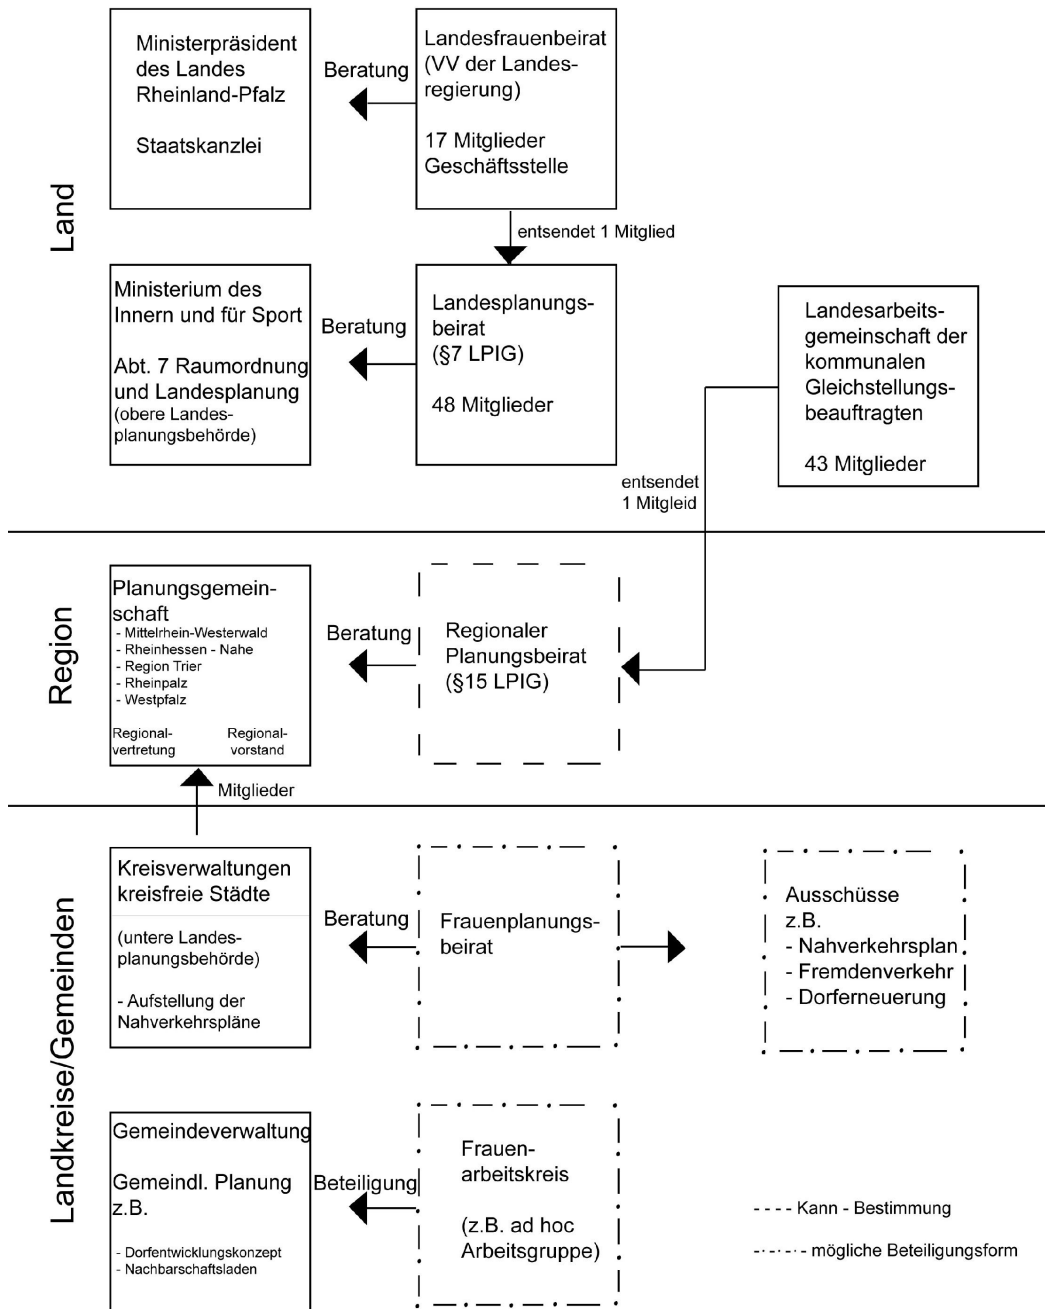 Land
Ministerpräsident
des Landes
Rheinland-Pfalz
Staatskanzlei
Beratung
Landesfrauenbeirat
(VV der Landes-
regierung)
17 Mitglieder
Geschäftsstelle
entsendet 1 Mitglied
Ministerium des
Innern und für Sport
Abt. 7 Raumordnung
und Landesplanung
(obere Landes-
planungsbehörde)
Beratung
Landesplanungs-
beirat
(§7 LPIG)
48 Mitglieder
Landesarbeits-
gemeinschaft der
kommunalen
Gleichstellungs-
beauftragten
43 Mitglieder
entsendet
1 Mitgleid
Region
Planungsgemein-
schaft
- Mittelrhein-Westerwald
- Rheinhessen - Nahe
- Region Trier
- Rheinpalz
- Westpfalz
Regional-
vertretung
Regional-
vorstand
Beratung
Regionaler
Planungsbeirat
(§15 LPIG)
Mitglieder
Landkreise/Gemeinden
Kreisverwaltungen
kreisfreie Städte
(untere Landes-
planungsbehörde)
- Aufstellung der
Nahverkehrspläne
Beratung
Frauenplanungs-
beirat
Ausschüsse
z.B.
- Nahverkehrsplan
- Fremdenverkehr
- Dorferneuerung
Gemeindeverwaltung
Gemeindl. Planung
z.B.
- Dorfentwicklungskonzept
- Nachbarschaftsladen
Beteiligung
Frauen-
arbeitskreis
(z.B. ad hoc
Arbeitsgruppe)
Kann - Bestimmung
mögliche Beteiligungsform